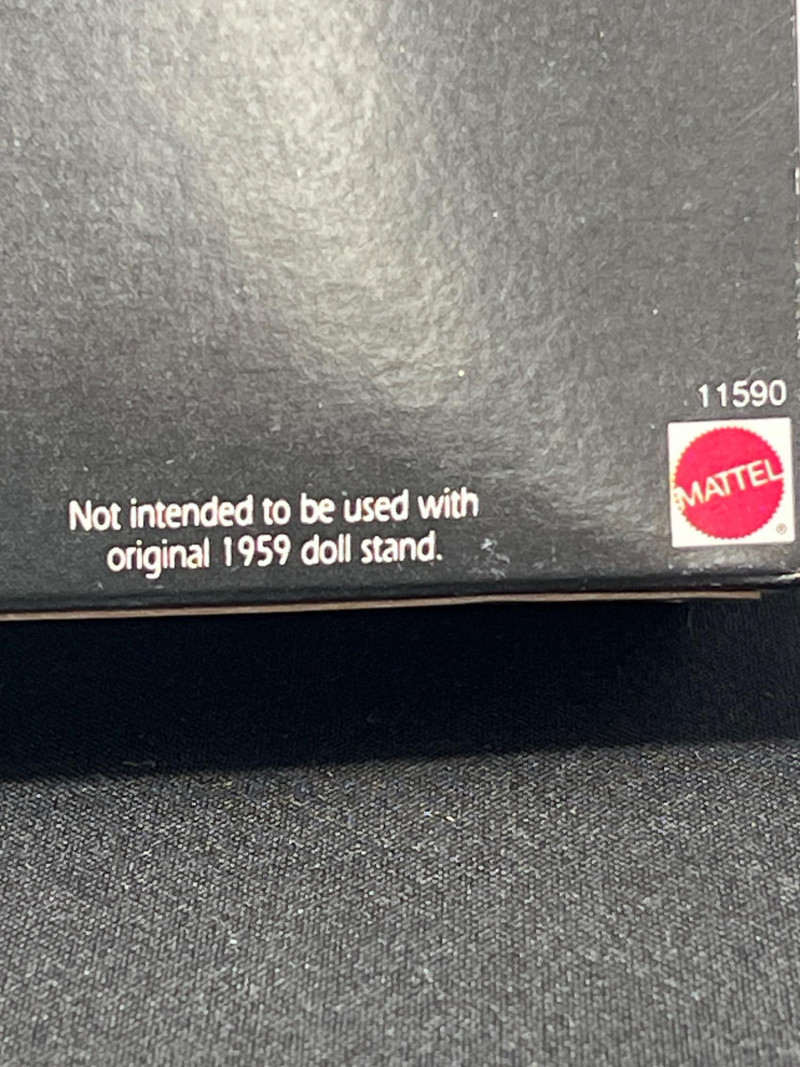 11590
MATTEL
®
Not intended to be used with
original 1959 doll stand.